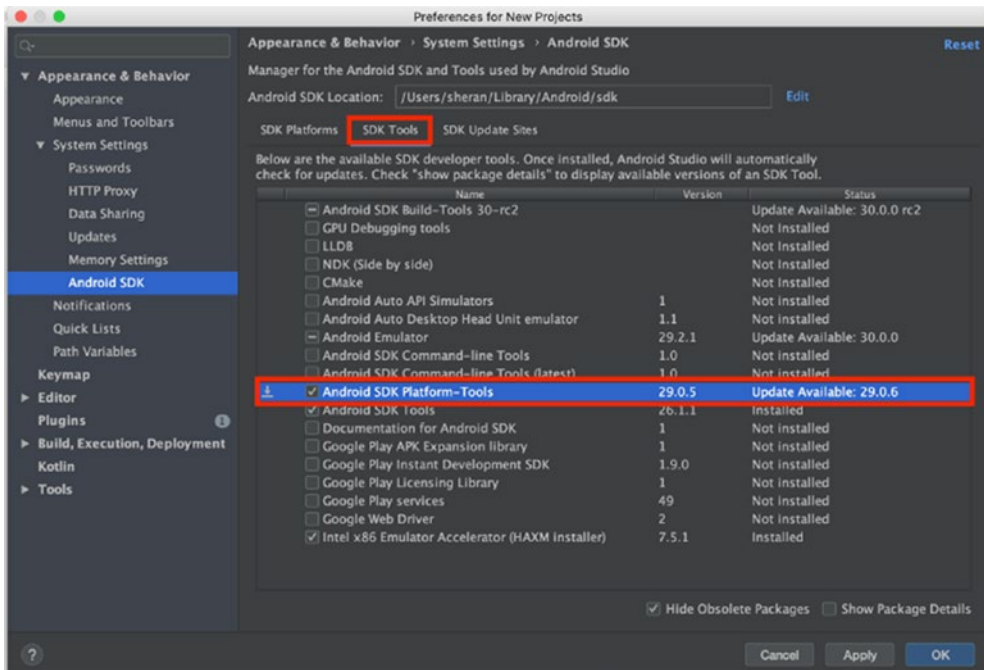 Preferences for New Projects
Appearance & Behavior › System Settings › Android SDK
Reset
Manager for the Android SDK and Tools used by Android Studio
Android SDK Location: /Users/sheran/Library/Android/sdk Edit
Appearance & Behavior
Appearance
Menus and Toolbars
System Settings
Passwords
HTTP Proxy
Data Sharing
Updates
Memory Settings
Android SDK
Notifications
Quick Lists
Path Variables
Keymap
Editor
Plugins
Build, Execution, Deployment
Kotlin
Tools
SDK Platforms SDK Tools SDK Update Sites
Below are the available SDK developer tools. Once installed, Android Studio will automatically
check for updates. Check "show package details" to display available versions of an SDK Tool.
Name Version Status
Android SDK Build-Tools 30-rc2 Update Available: 30.0.0 rc2
GPU Debugging tools Not Installed
LLDB Not Installed
NDK (Side by side) Not Installed
CMake Not Installed
Android Auto API Simulators 1 Not installed
Android Auto Desktop Head Unit emulator 1.1 Not installed
Android Emulator 29.2.1 Update Available: 30.0.0
Android SDK Command-line Tools 1.0 Not installed
Android SDK Command-line Tools (latest) 1.0 Not installed
Android SDK Platform-Tools 29.0.5 Update Available: 29.0.6
Android SDK Tools 26.1.1 Installed
Documentation for Android SDK 1 Not installed
Google Play APK Expansion library 1 Not installed
Google Play Instant Development SDK 1.9.0 Not installed
Google Play Licensing Library 1 Not installed
Google Play services 49 Not installed
Google Web Driver 2 Not installed
Intel x86 Emulator Accelerator (HAXM installer) 7.5.1 Installed
Hide Obsolete Packages Show Package Details
? Cancel Apply OK